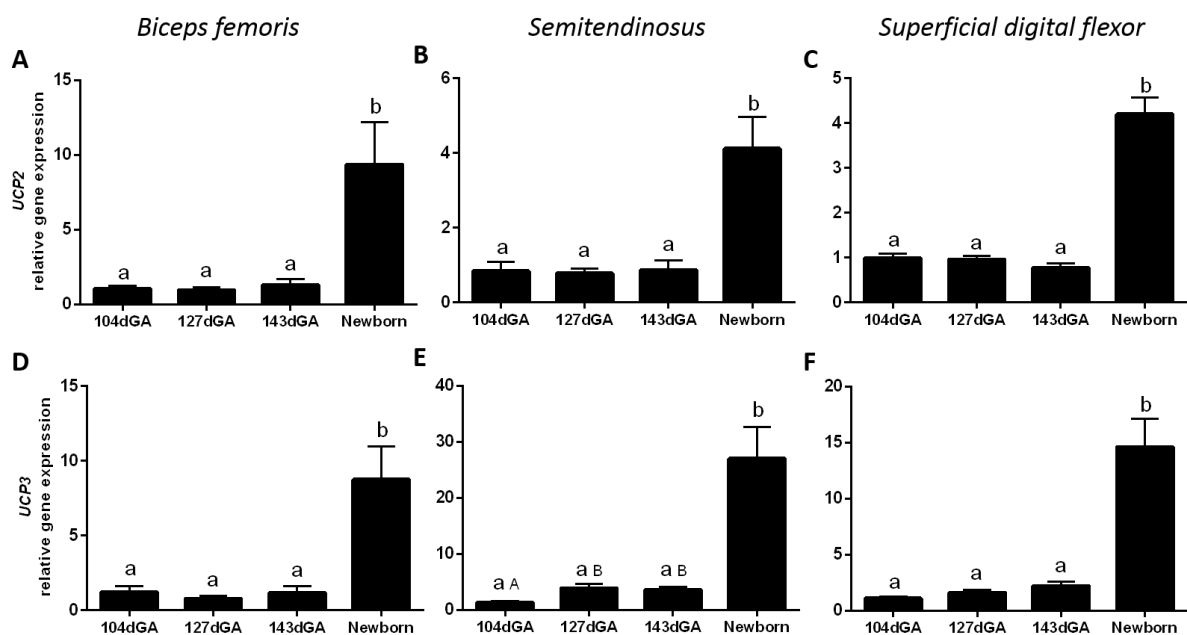 Biceps femoris
Semitendinosus
Superficial digital flexor
A
B
C
UCP2
relative gene expression
15
10
5
0
a
a
a
b
104dGA
127dGA
143dGA
Newborn
6
4
2
0
a
a
a
b
104dGA
127dGA
143dGA
Newborn
5
4
3
2
1
0
a
a
a
b
104dGA
127dGA
143dGA
Newborn
D
E
F
UCP3
relative gene expression
15
10
5
0
a
a
a
b
104dGA
127dGA
143dGA
Newborn
40
30
20
10
0
a A
a B
a B
b
104dGA
127dGA
143dGA
Newborn
20
15
10
5
0
a
a
a
b
104dGA
127dGA
143dGA
Newborn